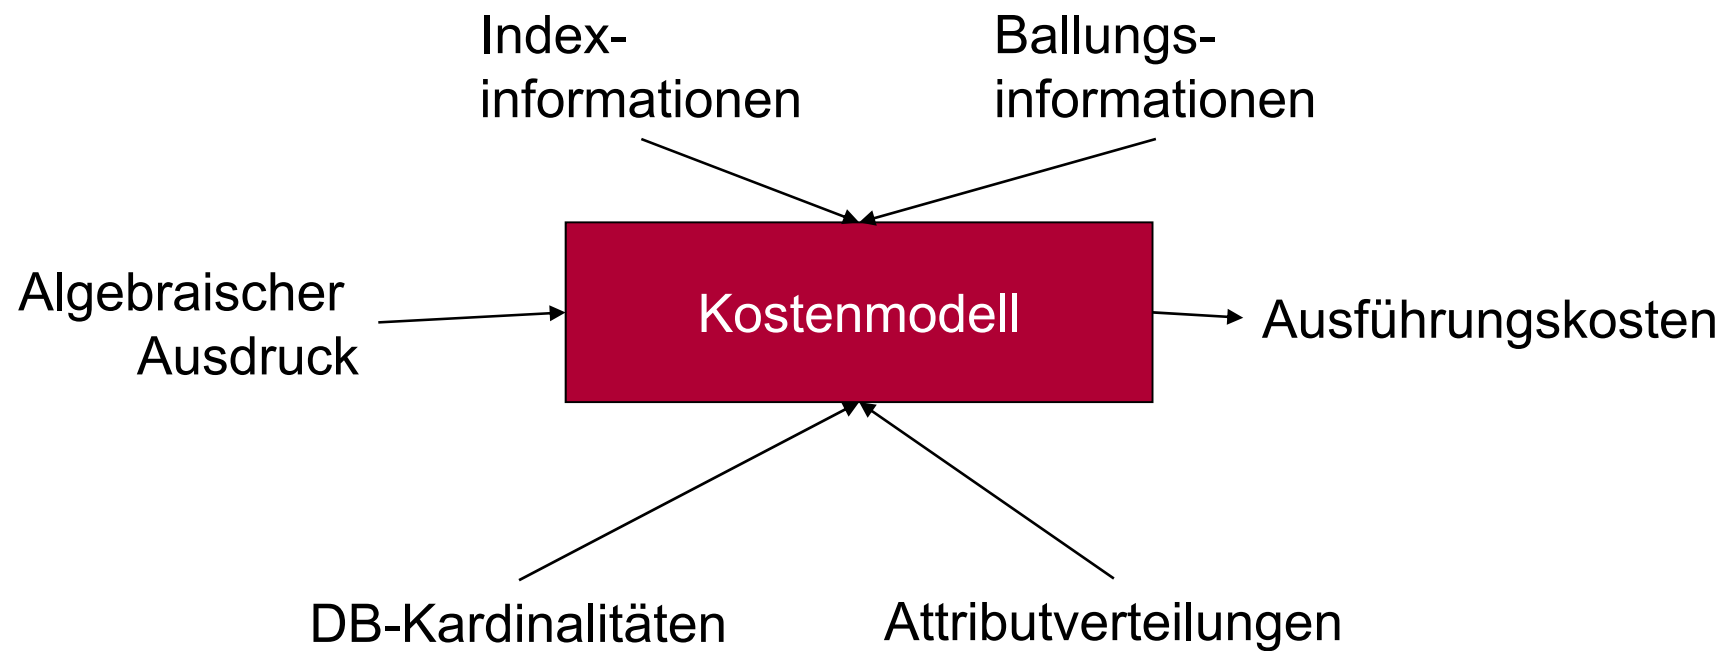 Index-
informationen
Ballungs-
informationen
Algebraischer
Ausdruck
Kostenmodell
Ausführungskosten
DB-Kardinalitäten
Attributverteilungen